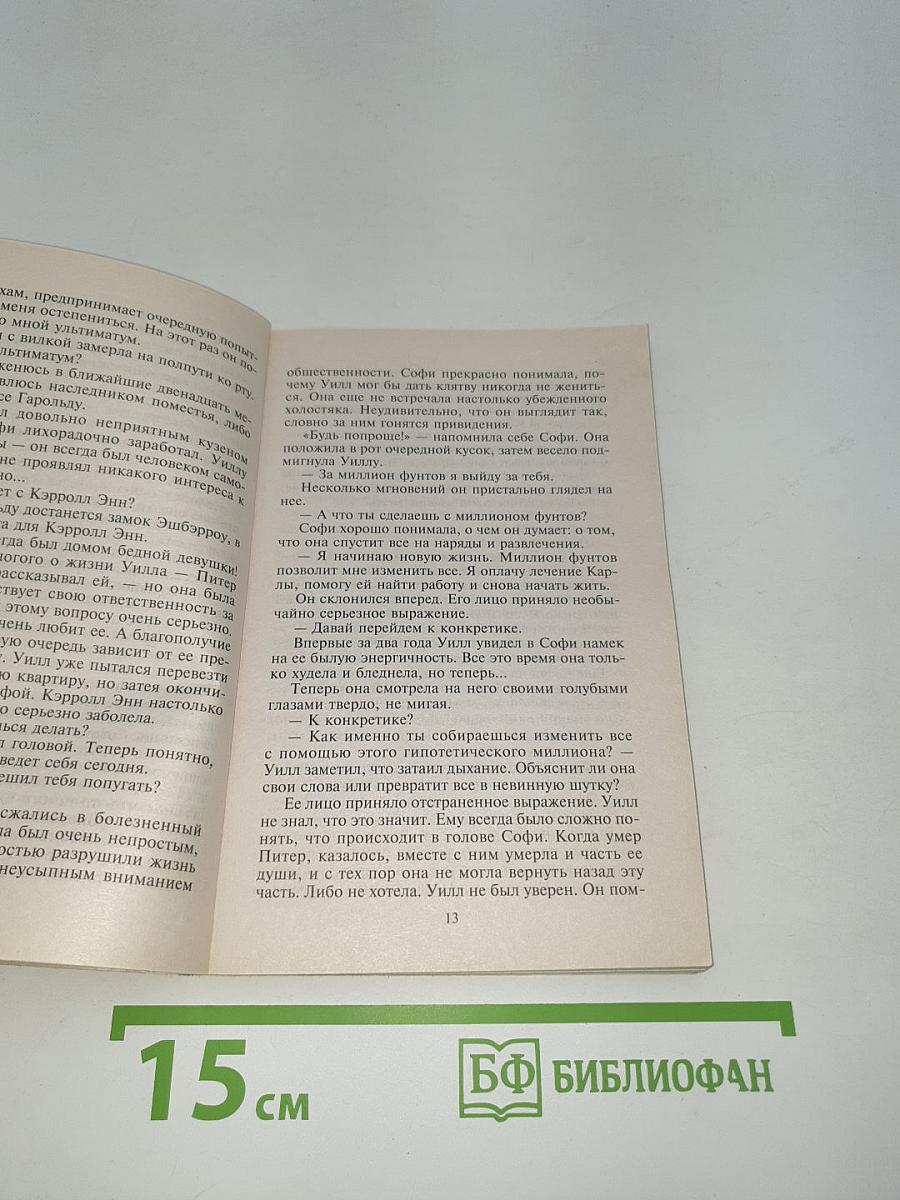 хам, предпринимает очередную попыт-
меня остепениться. На этот раз он по-
о мной ультиматум.
с вилкой замерла на полпути ко рту.
льтиматум?
женюсь в ближайшие двенадцать ме-
влюсь наследником поместья, либо
се Гарольду.
л довольно неприятным кузеном
фи лихорадочно заработал. Уиллу
ы — он всегда был человеком само-
не проявлял никакого интереса к
но...
ет с Кэрролл Энн?
ьду достанется замок Эшбэрроу, в
та для Кэрролл Энн.
егда был домом бедной девушки!
ногого о жизни Уилла — Питер
рассказывал ей, — но она была
ствует свою ответственность за
этому вопросу очень серьезно.
чень любит ее. А благополучие
вую очередь зависит от ее пре-
у. Уилл уже пытался перевезти
ю квартиру, но затея окончи-
фой. Кэрролл Энн настолько
о серьезно заболела.
ься делать?
л головой. Теперь понятно,
ведет себя сегодня.
ешил тебя попугать?
сжались в болезненный
ла был очень непростым,
остью разрушили жизнь
неусыпным вниманием
общественности. Софи прекрасно понимала, по-
чему Уилл мог бы дать клятву никогда не женить-
ся. Она еще не встречала настолько убежденного
холостяка. Неудивительно, что он выглядит так,
словно за ним гонятся привидения.
«Будь попроще!» — напомнила себе Софи. Она
положила в рот очередной кусок, затем весело под-
мигнула Уиллу.
— За миллион фунтов я выйду за тебя.
Несколько мгновений он пристально глядел на
нее.
— А что ты сделаешь с миллионом фунтов?
Софи хорошо понимала, о чем он думает: о том,
что она спустит все на наряды и развлечения.
— Я начинаю новую жизнь. Миллион фунтов
позволит мне изменить все. Я оплачу лечение Кар-
лы, помогу ей найти работу и снова начать жить.
Он склонился вперед. Его лицо приняло необы-
чайно серьезное выражение.
— Давай перейдем к конкретике.
Впервые за два года Уилл увидел в Софи намек
на ее былую энергичность. Все это время она толь-
ко худела и бледнела, но теперь...
Теперь она смотрела на него своими голубыми
глазами твердо, не мигая.
— К конкретике?
— Как именно ты собираешься изменить все
с помощью этого гипотетического миллиона? —
Уилл заметил, что затаил дыхание. Объяснит ли она
свои слова или превратит все в невинную шутку?
Ее лицо приняло отстраненное выражение. Уилл
не знал, что это значит. Ему всегда было сложно по-
нять, что происходит в голове Софи. Когда умер
Питер, казалось, вместе с ним умерла и часть ее
души, и с тех пор она не могла вернуть назад эту
часть. Либо не хотела. Уилл не был уверен. Он пом-
13
15 см
БФ БИБЛИОФАН